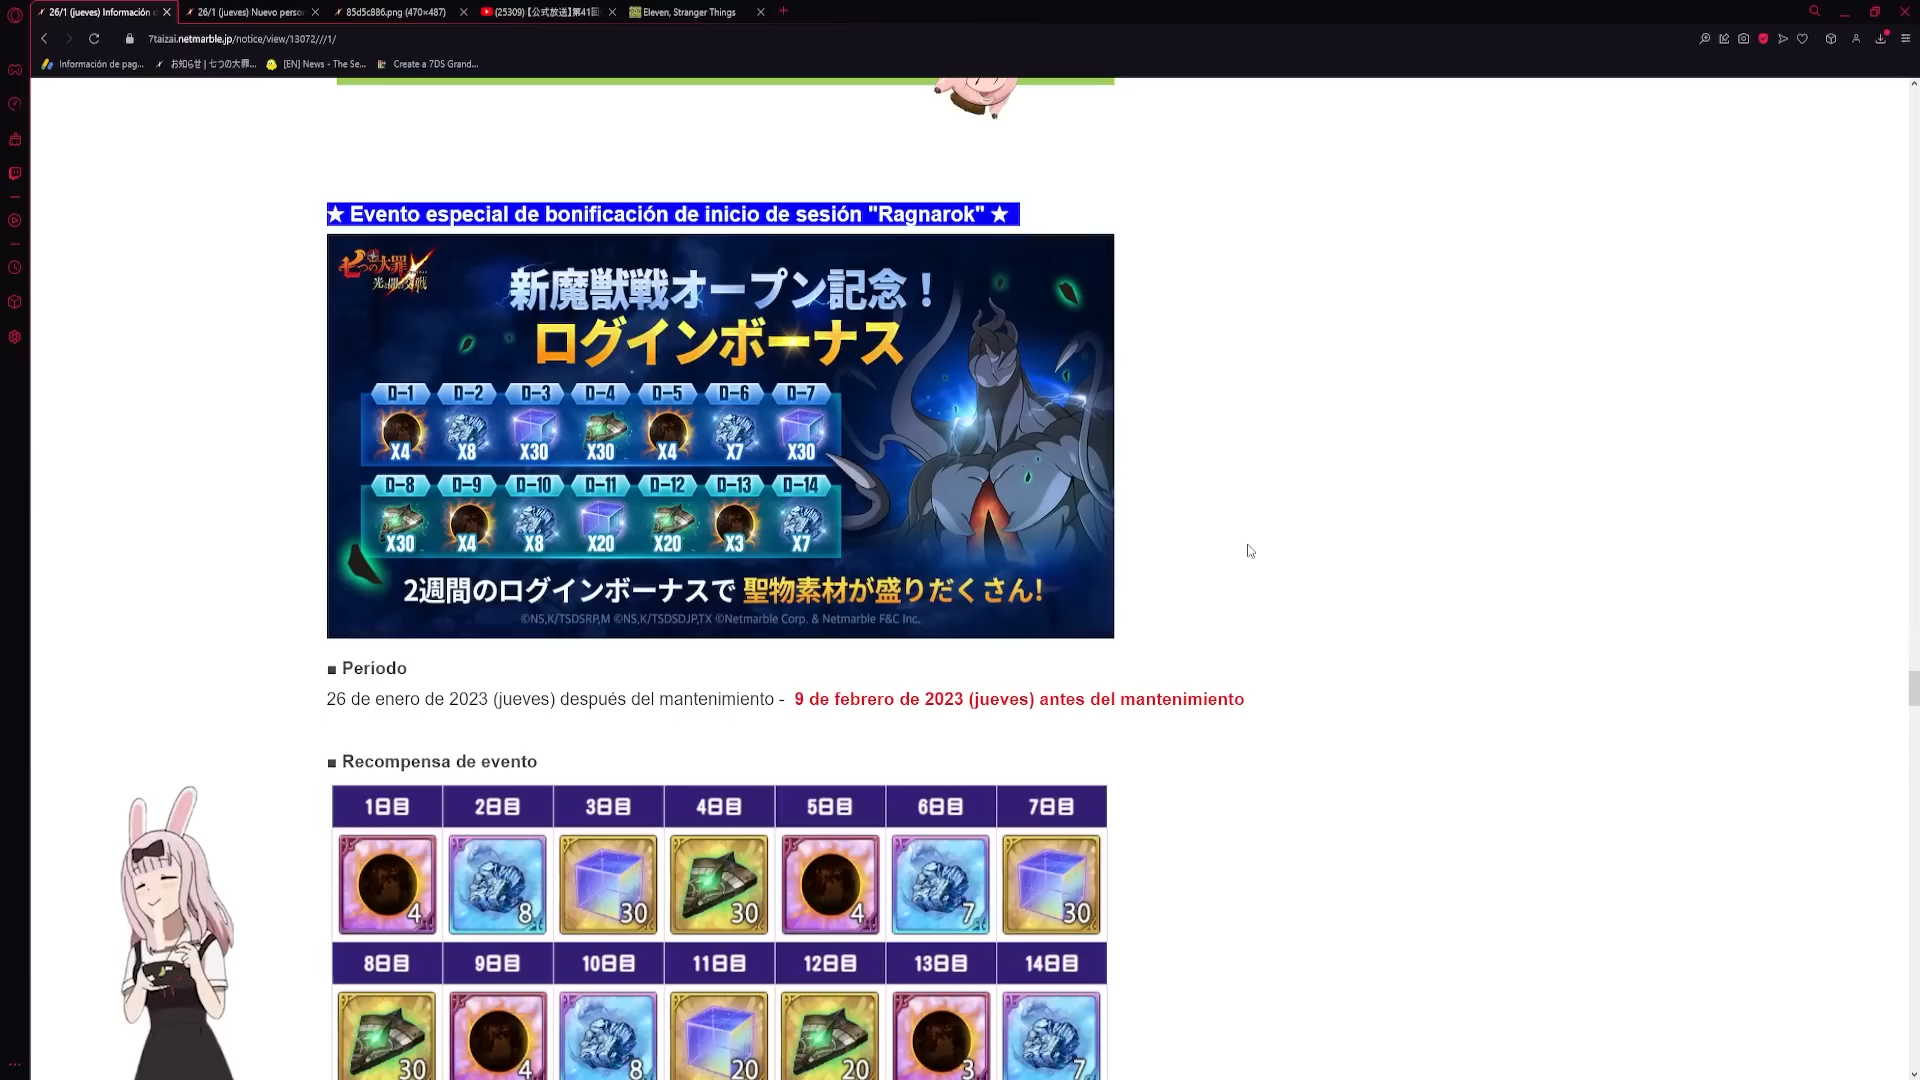 26/1 (jueves) Información
26/1 (jueves) Nuevo perso
85d5c886.png (470×487)
(25309)【公式放送】第41回
Eleven, Stranger Things
7taizai.netmarble.jp/notice/view/13072///1/
Información de pag...
お知らせ | 七つの大罪...
[EN] News - The Se...
Create a 7DS Grand...
★ Evento especial de bonificación de inicio de sesión "Ragnarok" ★
七つの大罪
光と闇の交戦
新魔獣戦オープン記念！
ログインボーナス
D-1 D-2 D-3 D-4 D-5 D-6 D-7
X4 X8 X30 X30 X4 X7 X30
D-8 D-9 D-10 D-11 D-12 D-13 D-14
X30 X4 X8 X20 X20 X3 X7
2週間のログインボーナスで 聖物素材が盛りだくさん!
©NS,K/TSDSRP,M ©NS,K/TSDSDJP,TX ©Netmarble Corp. & Netmarble F&C Inc.
■ Período
26 de enero de 2023 (jueves) después del mantenimiento - 9 de febrero de 2023 (jueves) antes del mantenimiento
■ Recompensa de evento
1日目 2日目 3日目 4日目 5日目 6日目 7日目
4 8 30 30 4 7 30
8日目 9日目 10日目 11日目 12日目 13日目 14日目
30 4 8 20 20 3 7